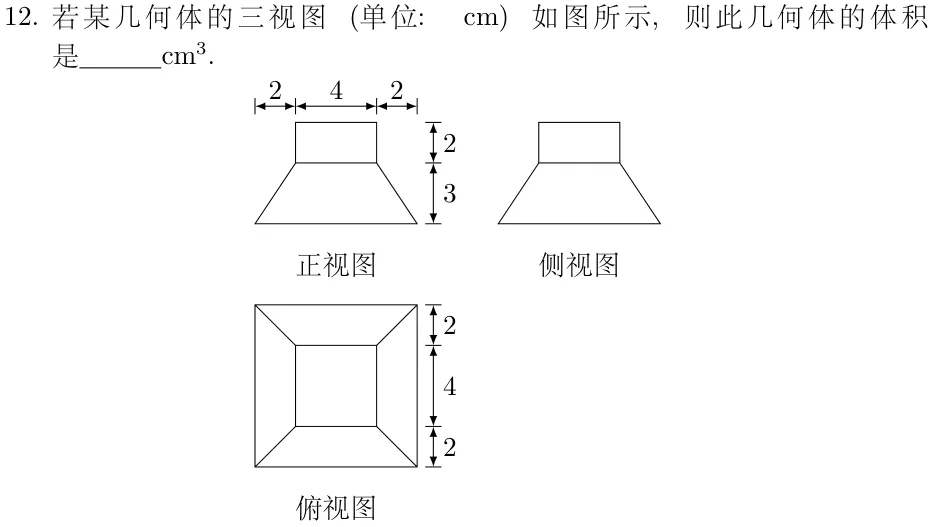 12. 若某几何体的三视图 (单位: cm) 如图所示, 则此几何体的体积
是______cm³.
2 4 2
2
3
正视图 侧视图
2
4
2
俯视图